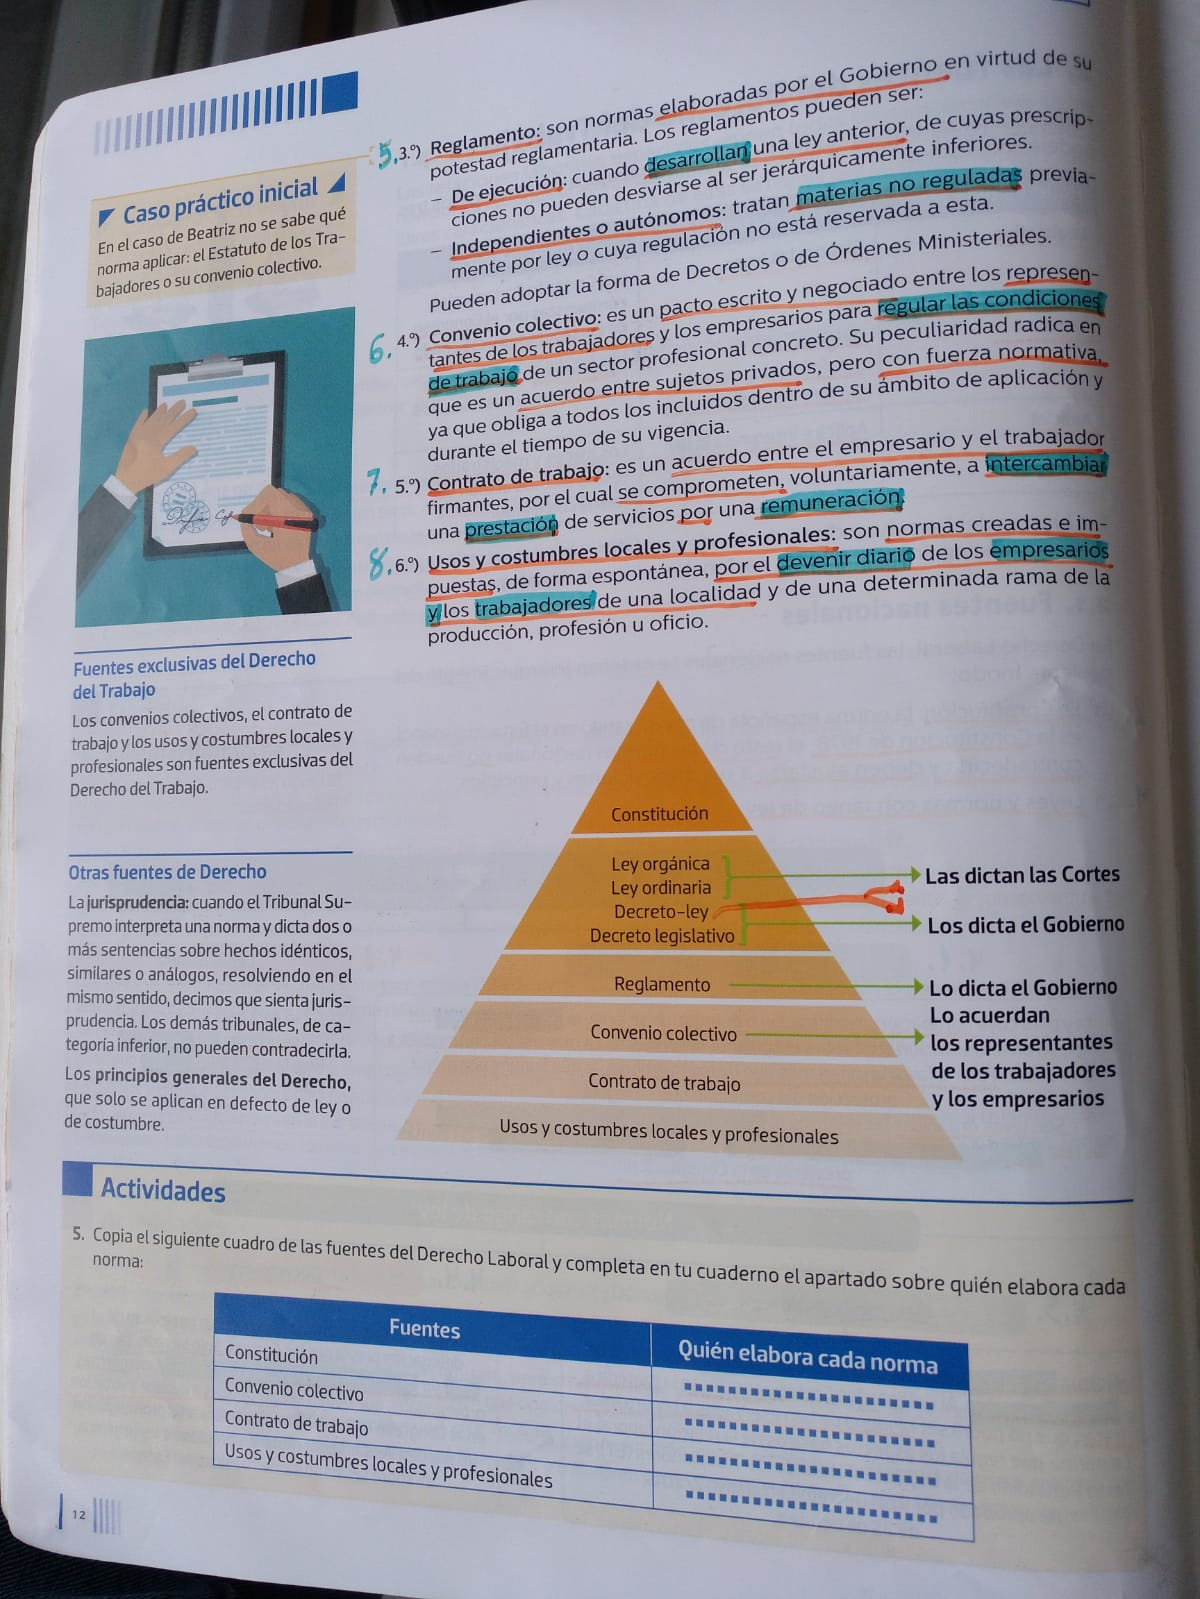 5. 3.º) Reglamento: son normas elaboradas por el Gobierno en virtud de su
potestad reglamentaria. Los reglamentos pueden ser:
– De ejecución: cuando desarrollan una ley anterior, de cuyas prescrip-
ciones no pueden desviarse al ser jerárquicamente inferiores.
– Independientes o autónomos: tratan materias no reguladas previa-
mente por ley o cuya regulación no está reservada a esta.
Pueden adoptar la forma de Decretos o de Órdenes Ministeriales.
6. 4.º) Convenio colectivo: es un pacto escrito y negociado entre los represen-
tantes de los trabajadores y los empresarios para regular las condiciones
de trabajo de un sector profesional concreto. Su peculiaridad radica en
que es un acuerdo entre sujetos privados, pero con fuerza normativa,
ya que obliga a todos los incluidos dentro de su ámbito de aplicación y
durante el tiempo de su vigencia.
7. 5.º) Contrato de trabajo: es un acuerdo entre el empresario y el trabajador
firmantes, por el cual se comprometen, voluntariamente, a intercambiar
una prestación de servicios por una remuneración.
8. 6.º) Usos y costumbres locales y profesionales: son normas creadas e im-
puestas, de forma espontánea, por el devenir diario de los empresarios
y los trabajadores de una localidad y de una determinada rama de la
producción, profesión u oficio.
Caso práctico inicial
En el caso de Beatriz no se sabe qué
norma aplicar: el Estatuto de los Tra-
bajadores o su convenio colectivo.
Fuentes exclusivas del Derecho
del Trabajo
Los convenios colectivos, el contrato de
trabajo y los usos y costumbres locales y
profesionales son fuentes exclusivas del
Derecho del Trabajo.
Otras fuentes de Derecho
La jurisprudencia: cuando el Tribunal Su-
premo interpreta una norma y dicta dos o
más sentencias sobre hechos idénticos,
similares o análogos, resolviendo en el
mismo sentido, decimos que sienta juris-
prudencia. Los demás tribunales, de ca-
tegoría inferior, no pueden contradecirla.
Los principios generales del Derecho,
que solo se aplican en defecto de ley o
de costumbre.
Constitución
Ley orgánica
Ley ordinaria
Decreto-ley
Decreto legislativo
Reglamento
Convenio colectivo
Contrato de trabajo
Usos y costumbres locales y profesionales
Las dictan las Cortes
Los dicta el Gobierno
Lo dicta el Gobierno
Lo acuerdan
los representantes
de los trabajadores
y los empresarios
Actividades
5. Copia el siguiente cuadro de las fuentes del Derecho Laboral y completa en tu cuaderno el apartado sobre quién elabora cada
norma:
Fuentes
Quién elabora cada norma
Constitución
Convenio colectivo
Contrato de trabajo
Usos y costumbres locales y profesionales
12